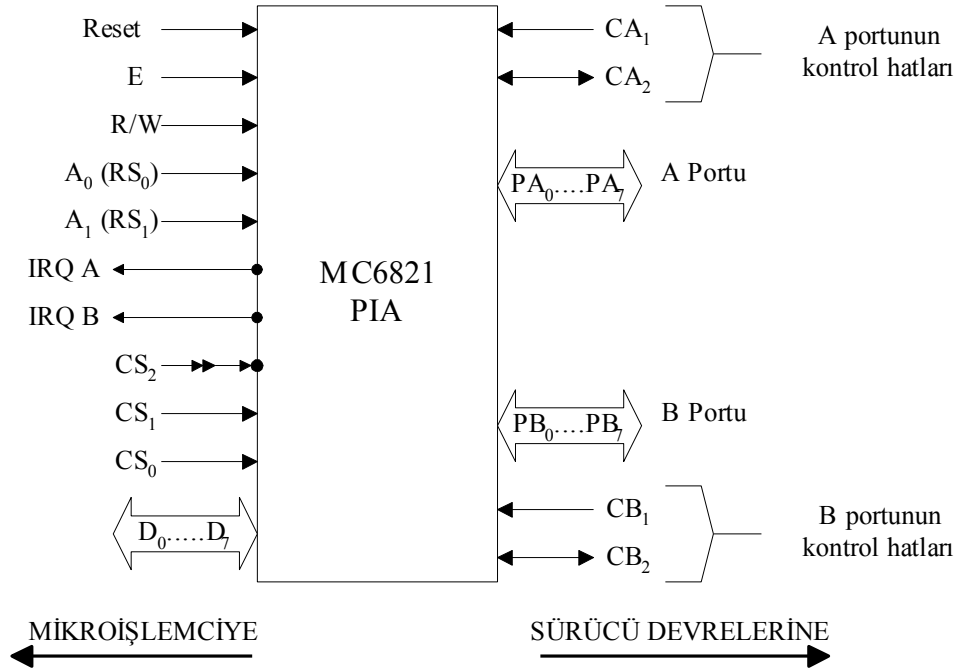 Reset
E
R/W
A₀ (RS₀)
A₁ (RS₁)
IRQ A
IRQ B
CS₂
CS₁
CS₀
D₀.....D₇
MC6821
PIA
CA₁
CA₂
A portunun
kontrol hatları
PA₀....PA₇
A Portu
PB₀....PB₇
B Portu
CB₁
CB₂
B portunun
kontrol hatları
MİKROİŞLEMCİYE
SÜRÜCÜ DEVRELERİNE